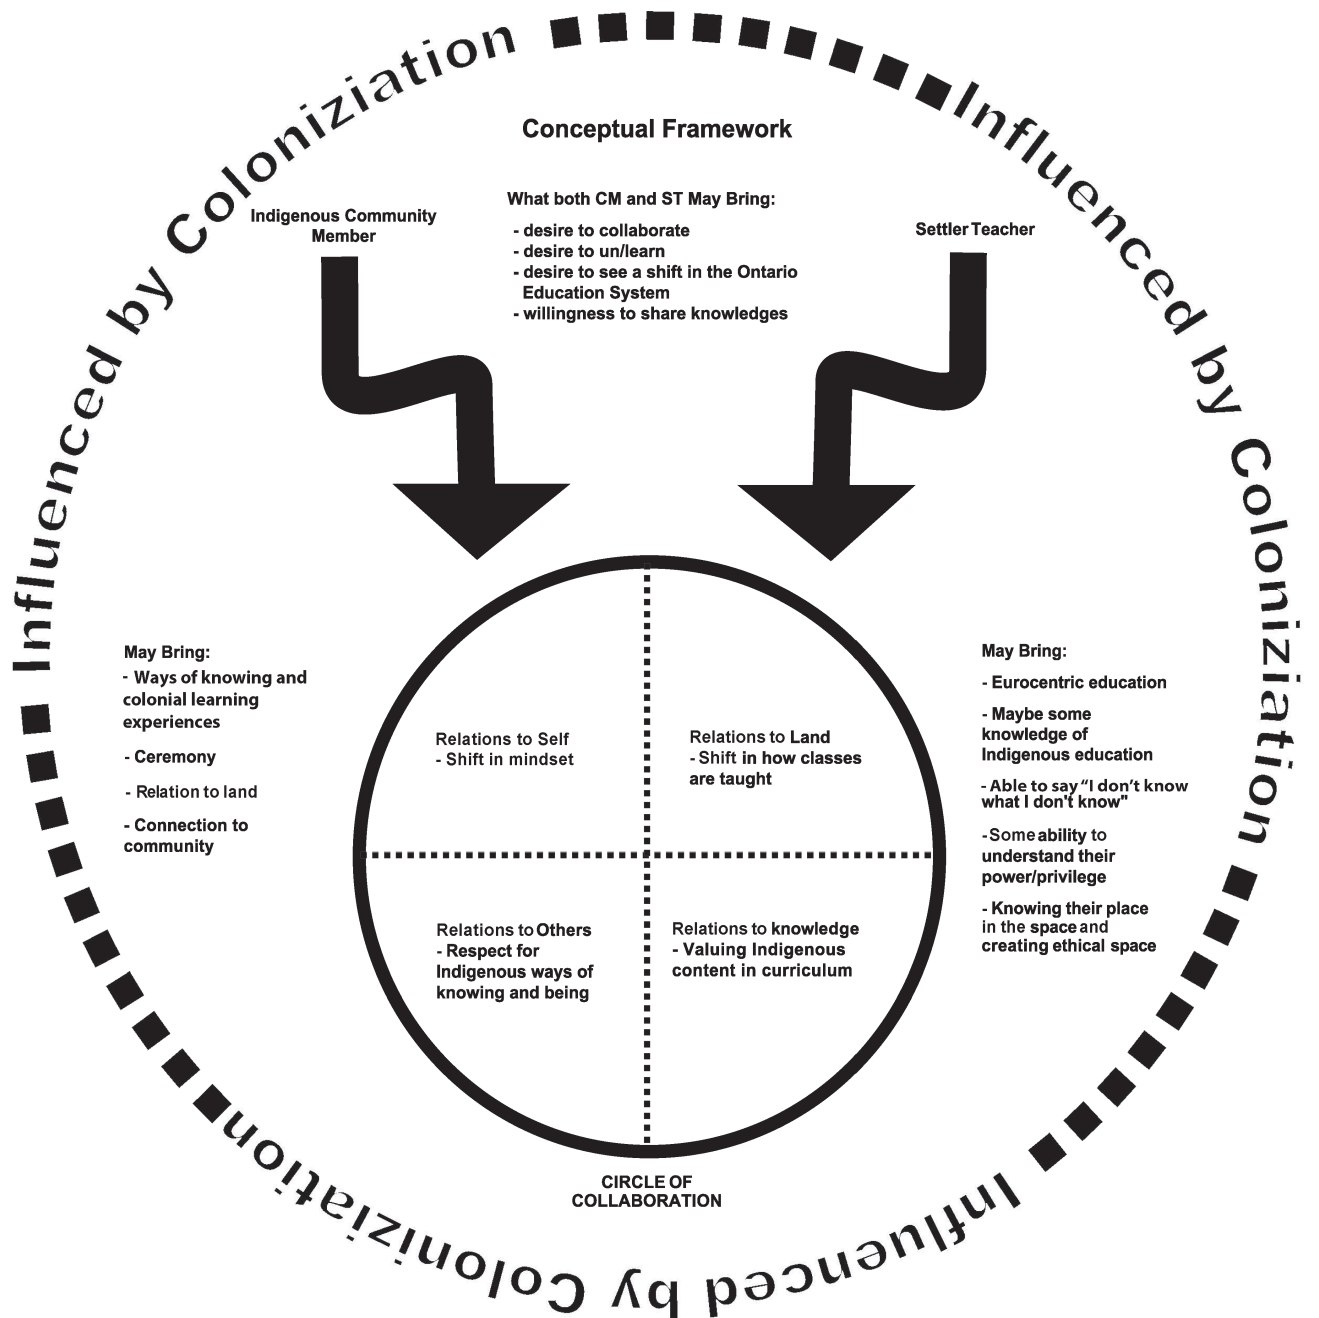 Influenced by Coloniziation
Influenced by Coloniziation
Influenced by Coloniziation
Conceptual Framework
What both CM and ST May Bring:
- desire to collaborate
- desire to un/learn
- desire to see a shift in the Ontario
Education System
- willingness to share knowledges
Indigenous Community
Member
Settler Teacher
May Bring:
- Ways of knowing and
colonial learning
experiences
- Ceremony
- Relation to land
- Connection to
community
Relations to Self
- Shift in mindset
Relations to Land
- Shift in how classes
are taught
Relations to Others
- Respect for
Indigenous ways of
knowing and being
Relations to knowledge
- Valuing Indigenous
content in curriculum
May Bring:
- Eurocentric education
- Maybe some
knowledge of
Indigenous education
- Able to say “I don’t know
what I don't know"
- Some ability to
understand their
power/privilege
- Knowing their place
in the space and
creating ethical space
CIRCLE OF
COLLABORATION